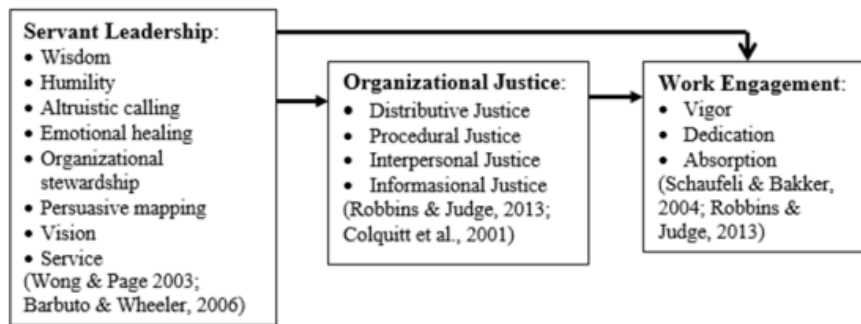 Servant Leadership:
• Wisdom
• Humility
• Altruistic calling
• Emotional healing
• Organizational
stewardship
• Persuasive mapping
• Vision
• Service
(Wong & Page 2003;
Barbuto & Wheeler, 2006)
Organizational Justice:
• Distributive Justice
• Procedural Justice
• Interpersonal Justice
• Informasional Justice
(Robbins & Judge, 2013;
Colquitt et al., 2001)
Work Engagement:
• Vigor
• Dedication
• Absorption
(Schaufeli & Bakker,
2004; Robbins &
Judge, 2013)